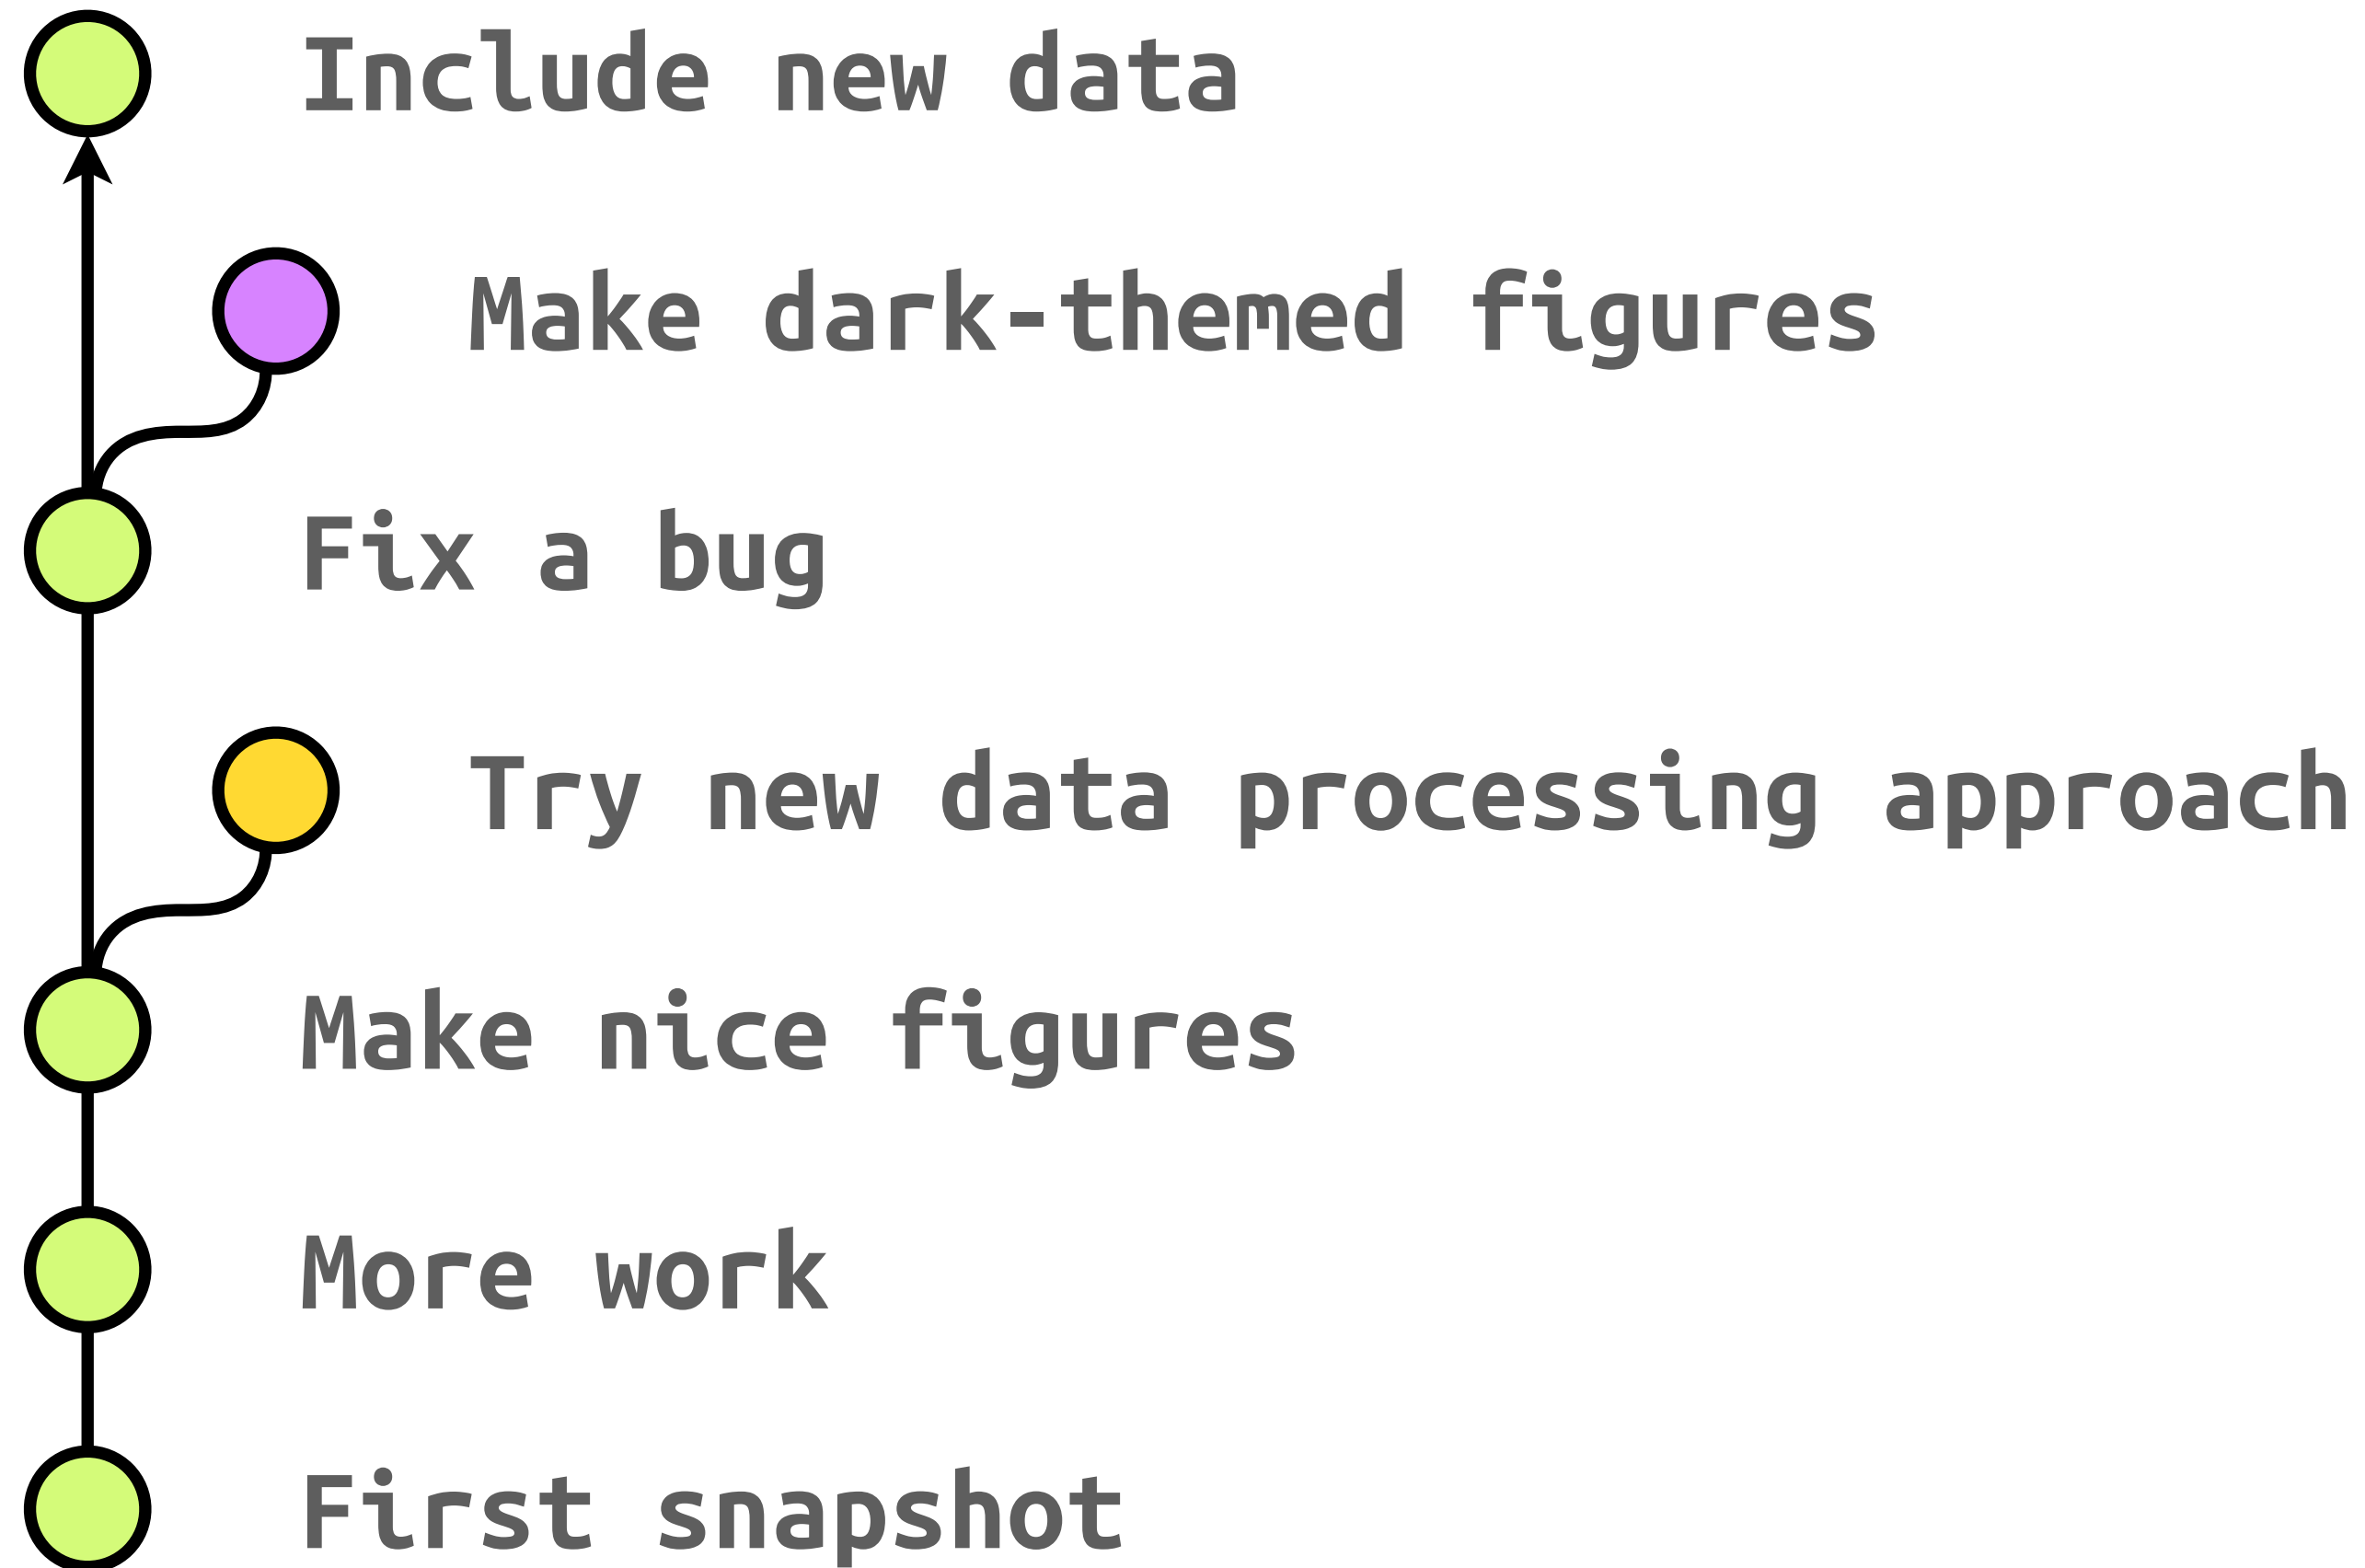 Include new data
Make dark-themed figures
Fix a bug
Try new data processing approach
Make nice figures
More work
First snapshot